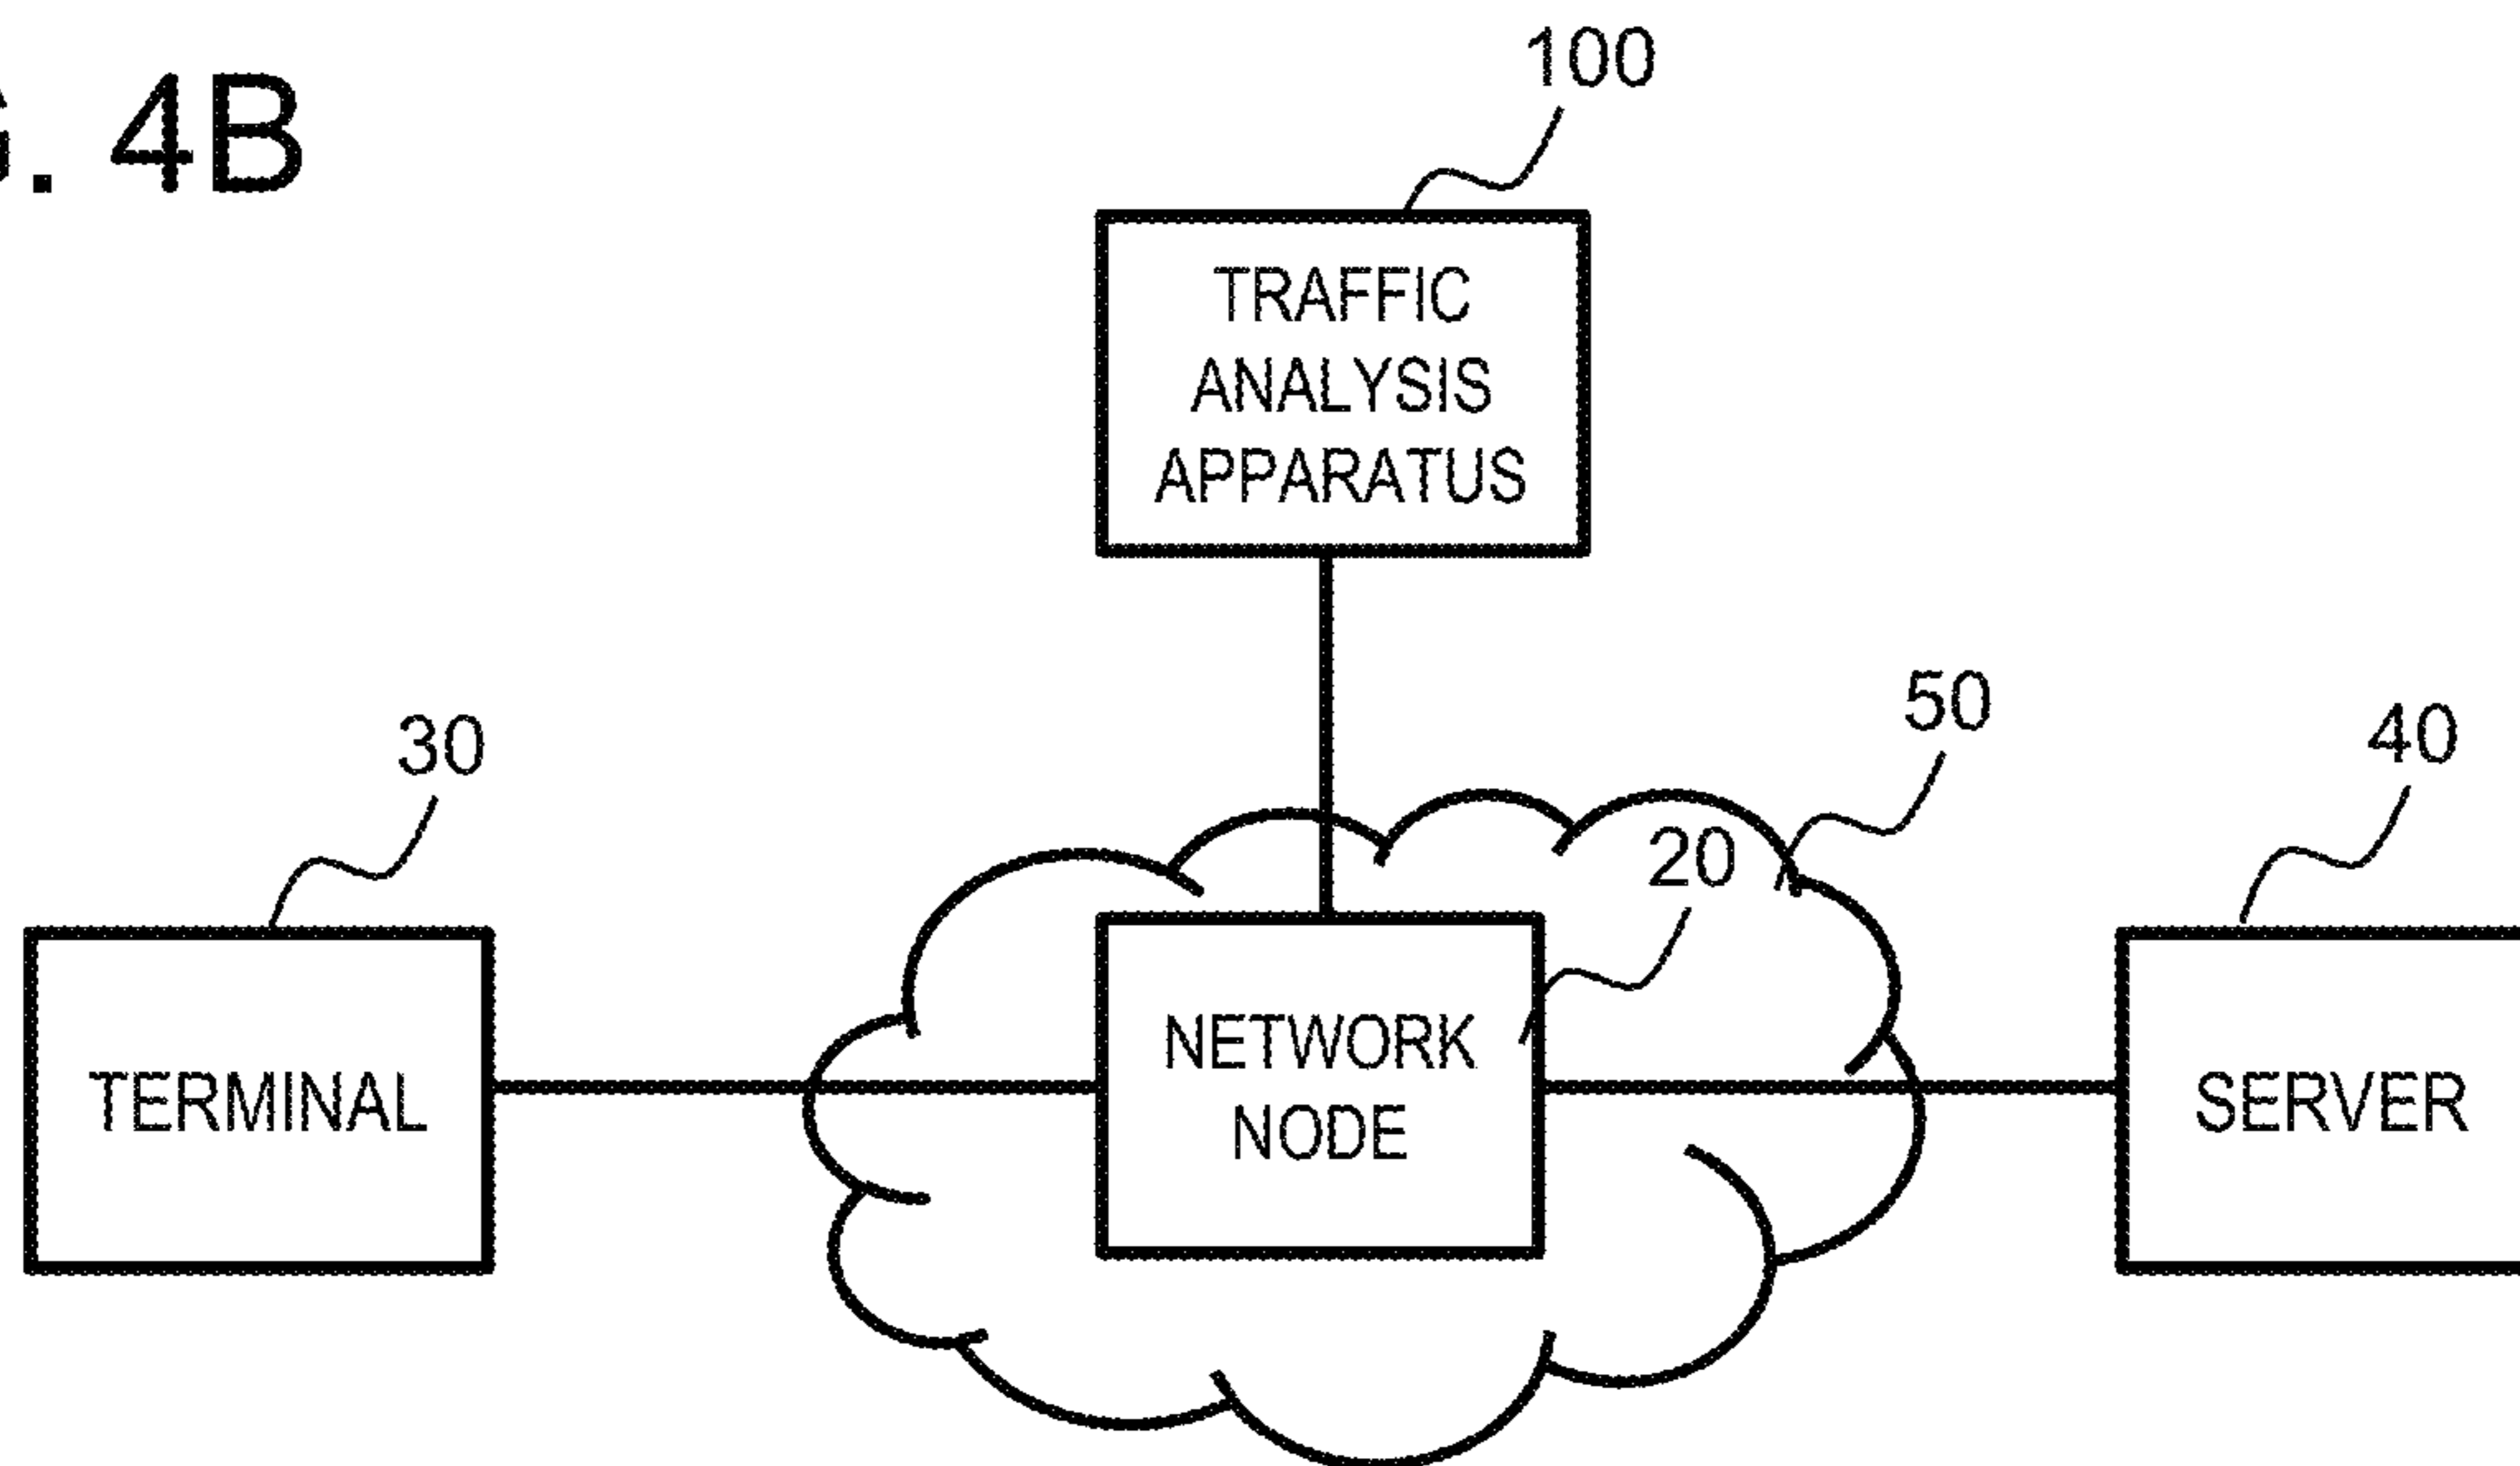 G. 4B
100
TRAFFIC
ANALYSIS
APPARATUS
50
40
30
20
TERMINAL
NETWORK
NODE
SERVER